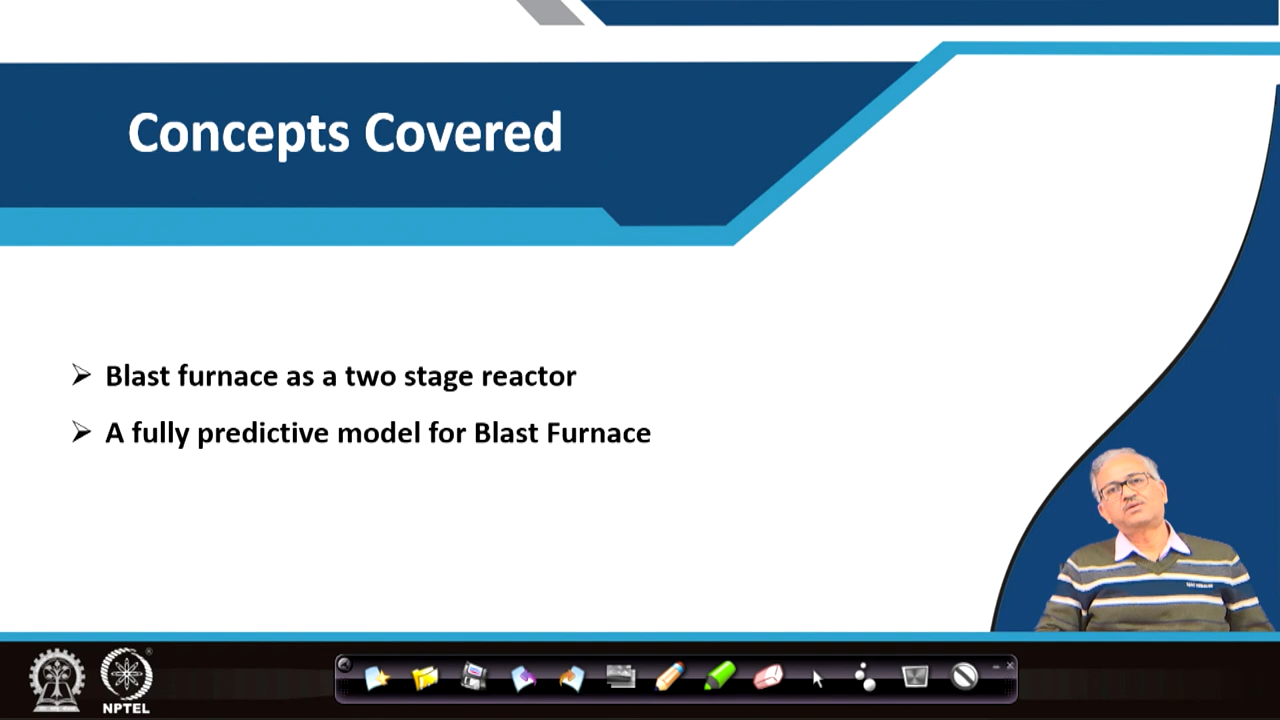 Concepts Covered
Blast furnace as a two stage reactor
A fully predictive model for Blast Furnace
NPTEL